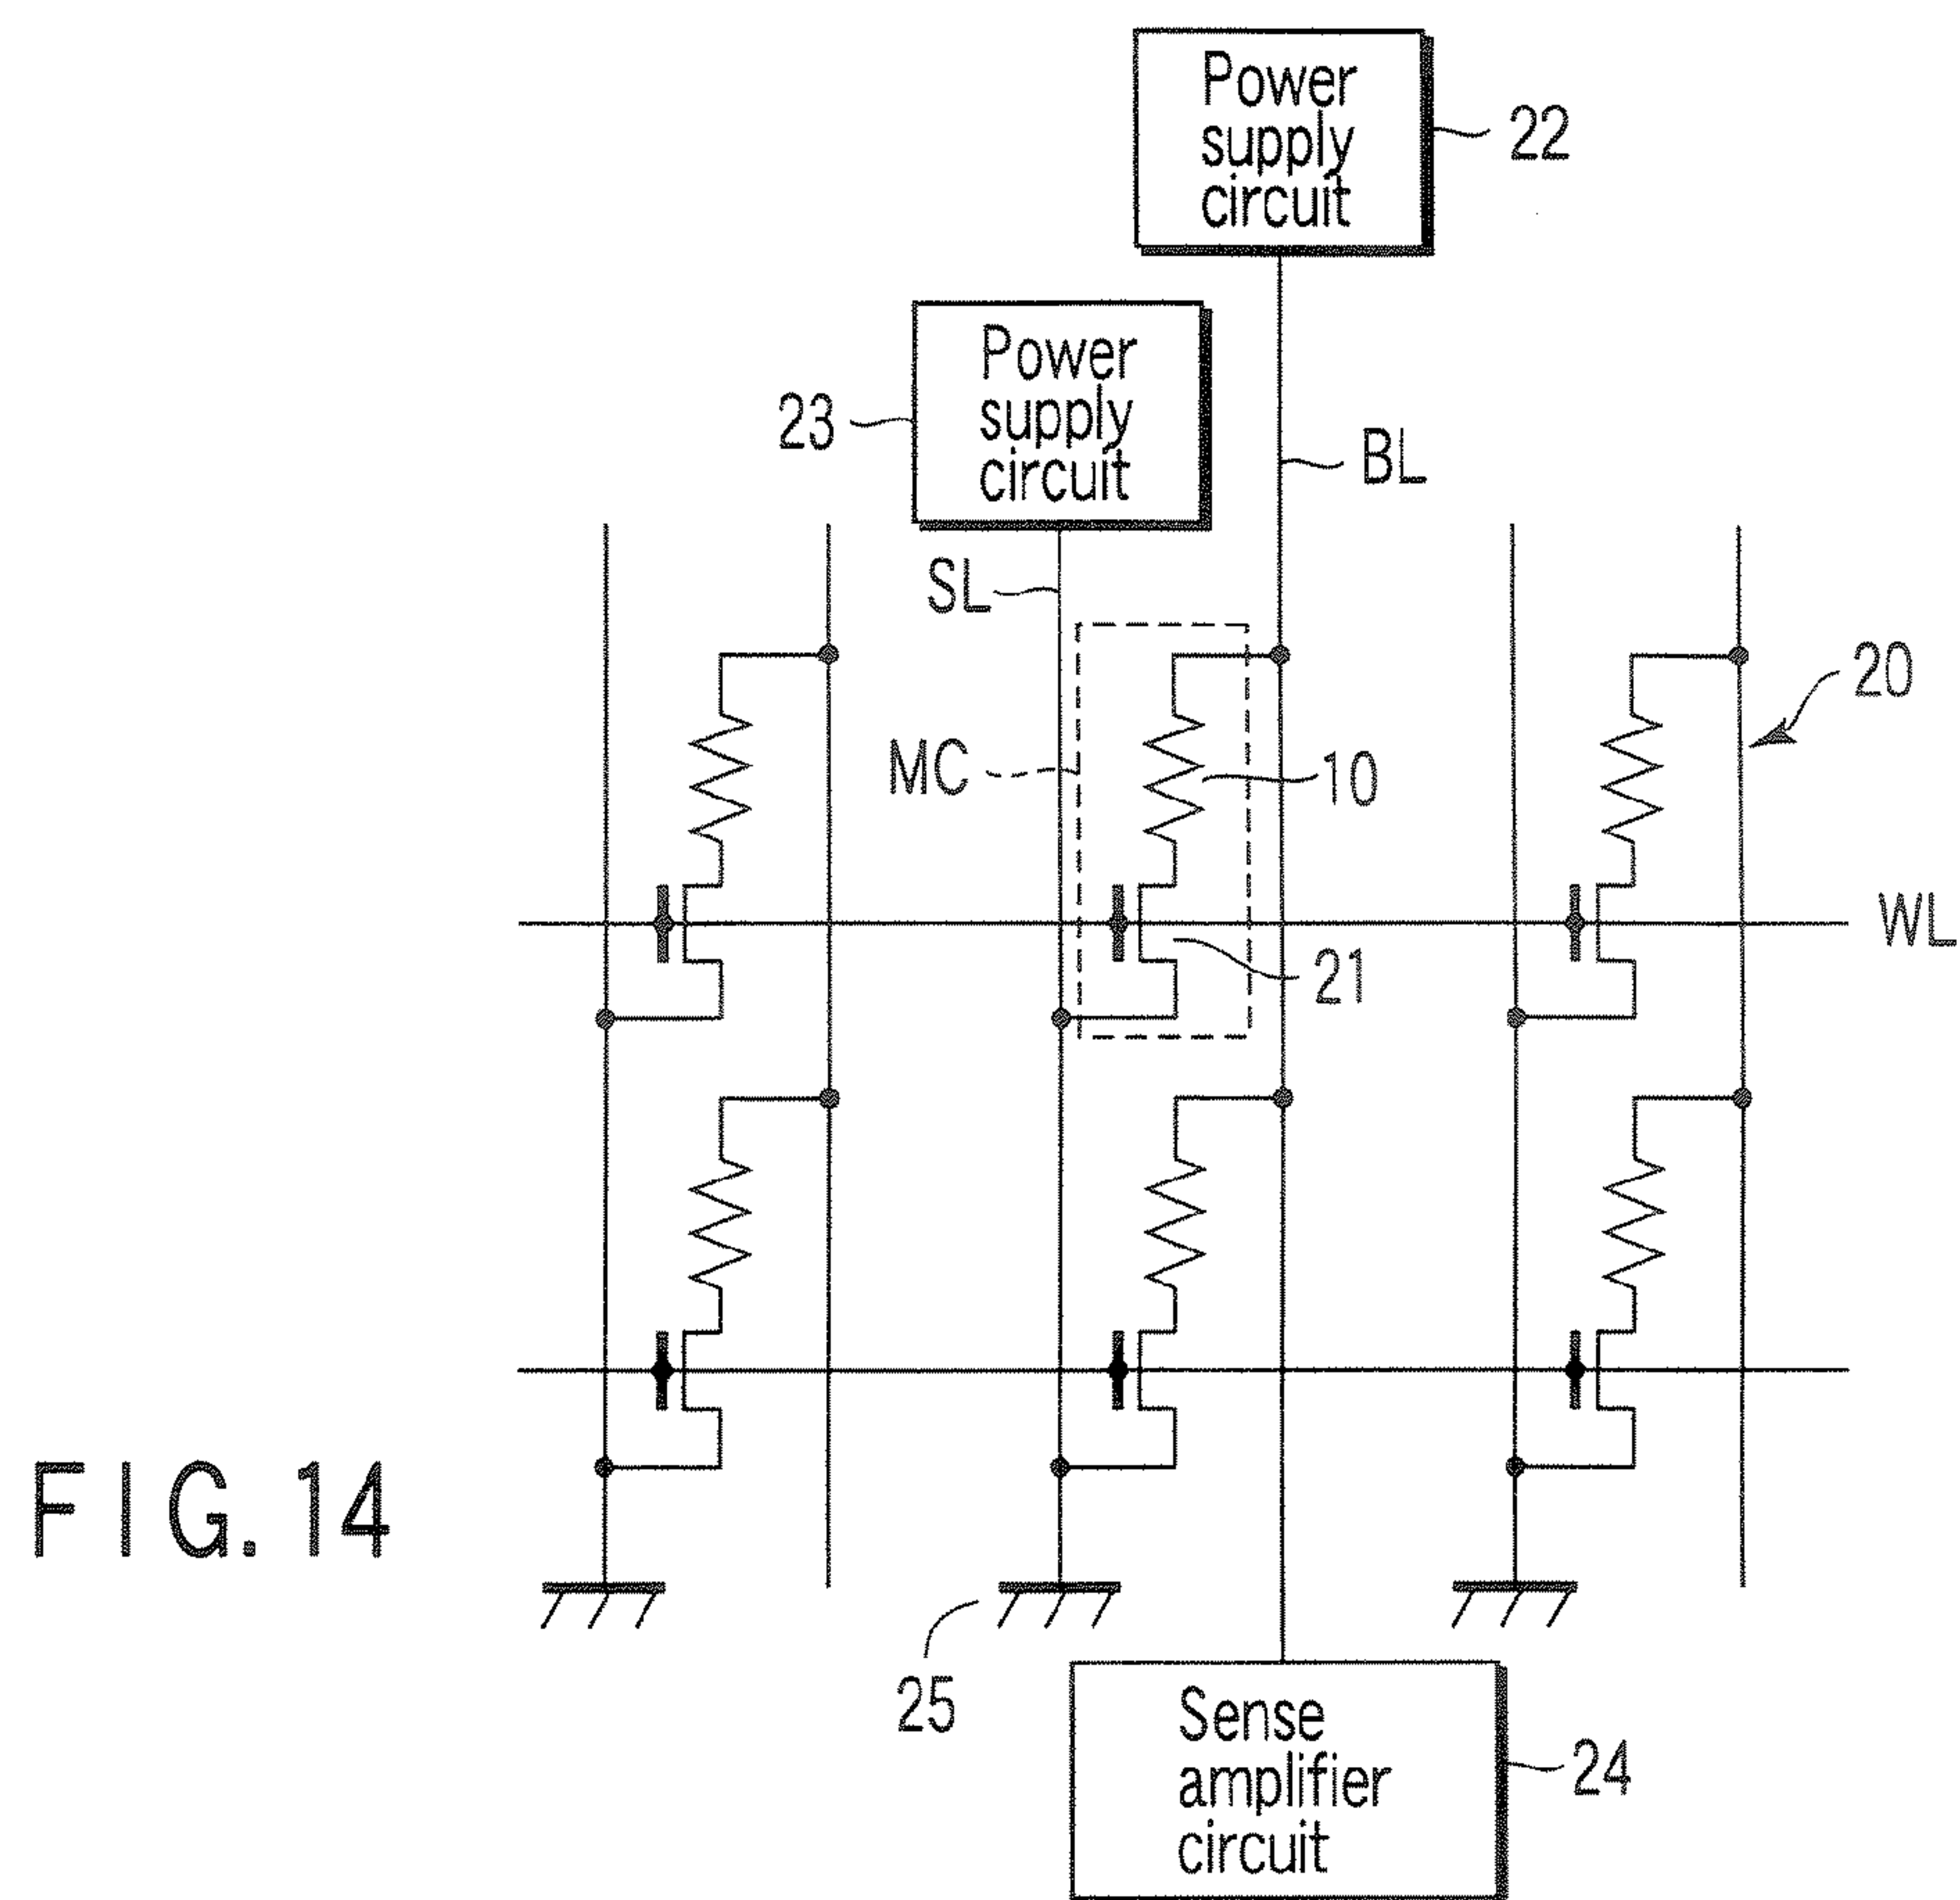 Power
supply
circuit
22
Power
supply
circuit
23
BL
SL
20
MC
10
WL
21
FIG. 14
25
Sense
amplifier
circuit
24